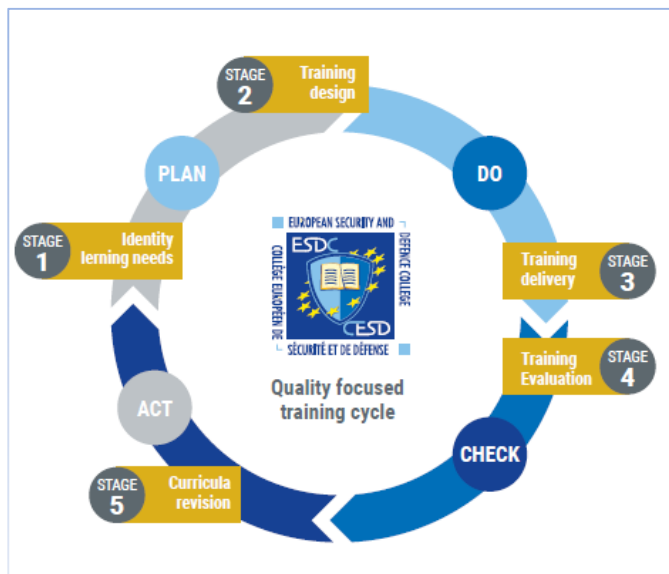 STAGE
2
Training
design
PLAN
DO
STAGE
1
Identity
lerning needs
EUROPEAN SECURITY AND
DEFENCE COLLEGE
COLLÈGE EUROPÉEN DE
SÉCURITÉ ET DE DÉFENSE
ESDC
CESD
Training
delivery
STAGE
3
Training
Evaluation
STAGE
4
Quality focused
training cycle
ACT
CHECK
STAGE
5
Curricula
revision